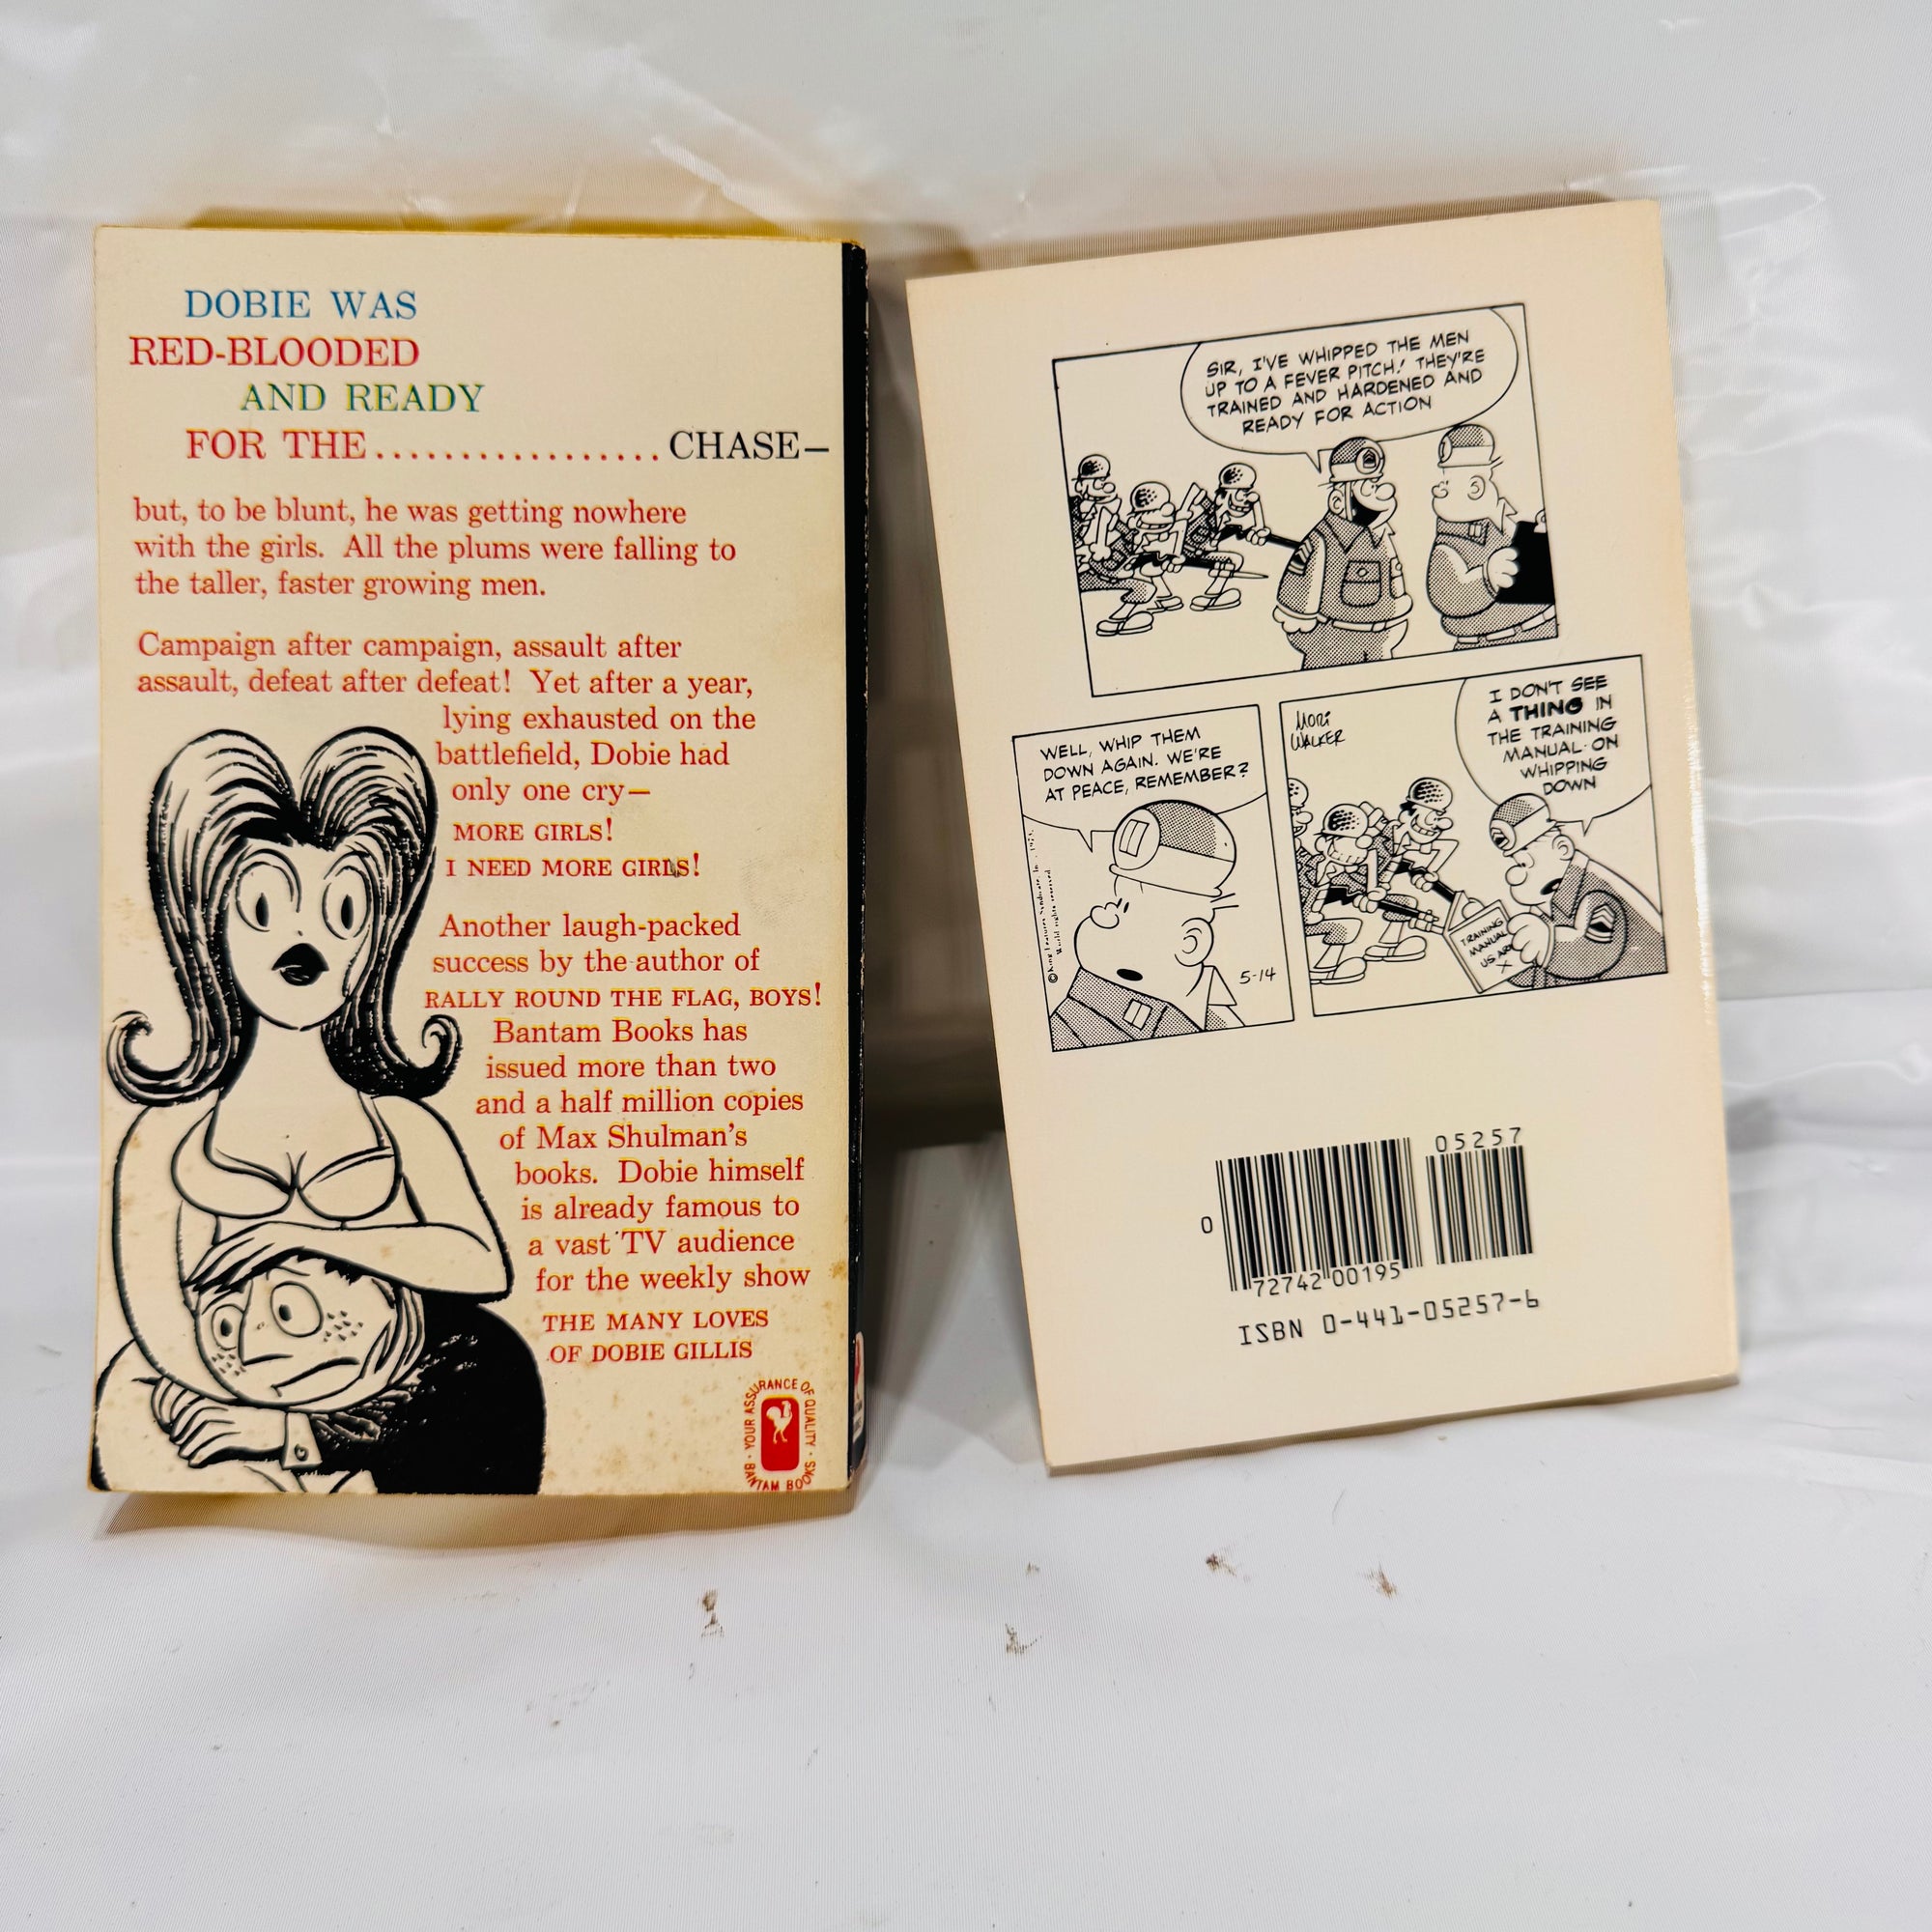 DOBIE WAS
RED-BLOODED
AND READY
FOR THE..................CHASE—
but, to be blunt, he was getting nowhere
with the girls. All the plums were falling to
the taller, faster growing men.
Campaign after campaign, assault after
assault, defeat after defeat! Yet after a year,
lying exhausted on the
battlefield, Dobie had
only one cry—
MORE GIRLS!
I NEED MORE GIRLS!
Another laugh-packed
success by the author of
RALLY ROUND THE FLAG, BOYS!
Bantam Books has
issued more than two
and a half million copies
of Max Shulman's
books. Dobie himself
is already famous to
a vast TV audience
for the weekly show
THE MANY LOVES
OF DOBIE GILLIS
YOUR ASSURANCE OF QUALITY · BANTAM BOOKS ·
SIR, I'VE WHIPPED THE MEN
UP TO A FEVER PITCH! THEY'RE
TRAINED AND HARDENED AND
READY FOR ACTION
WELL, WHIP THEM
DOWN AGAIN. WE'RE
AT PEACE, REMEMBER?
©King Features Syndicate, Inc.,
World rights reserved
5-14
MORT
WALKER
I DON'T SEE
A THING IN
THE TRAINING
MANUAL ON
WHIPPING
DOWN
TRAINING
MANUAL
US
05257
0 72742 00195
ISBN 0-441-05257-6